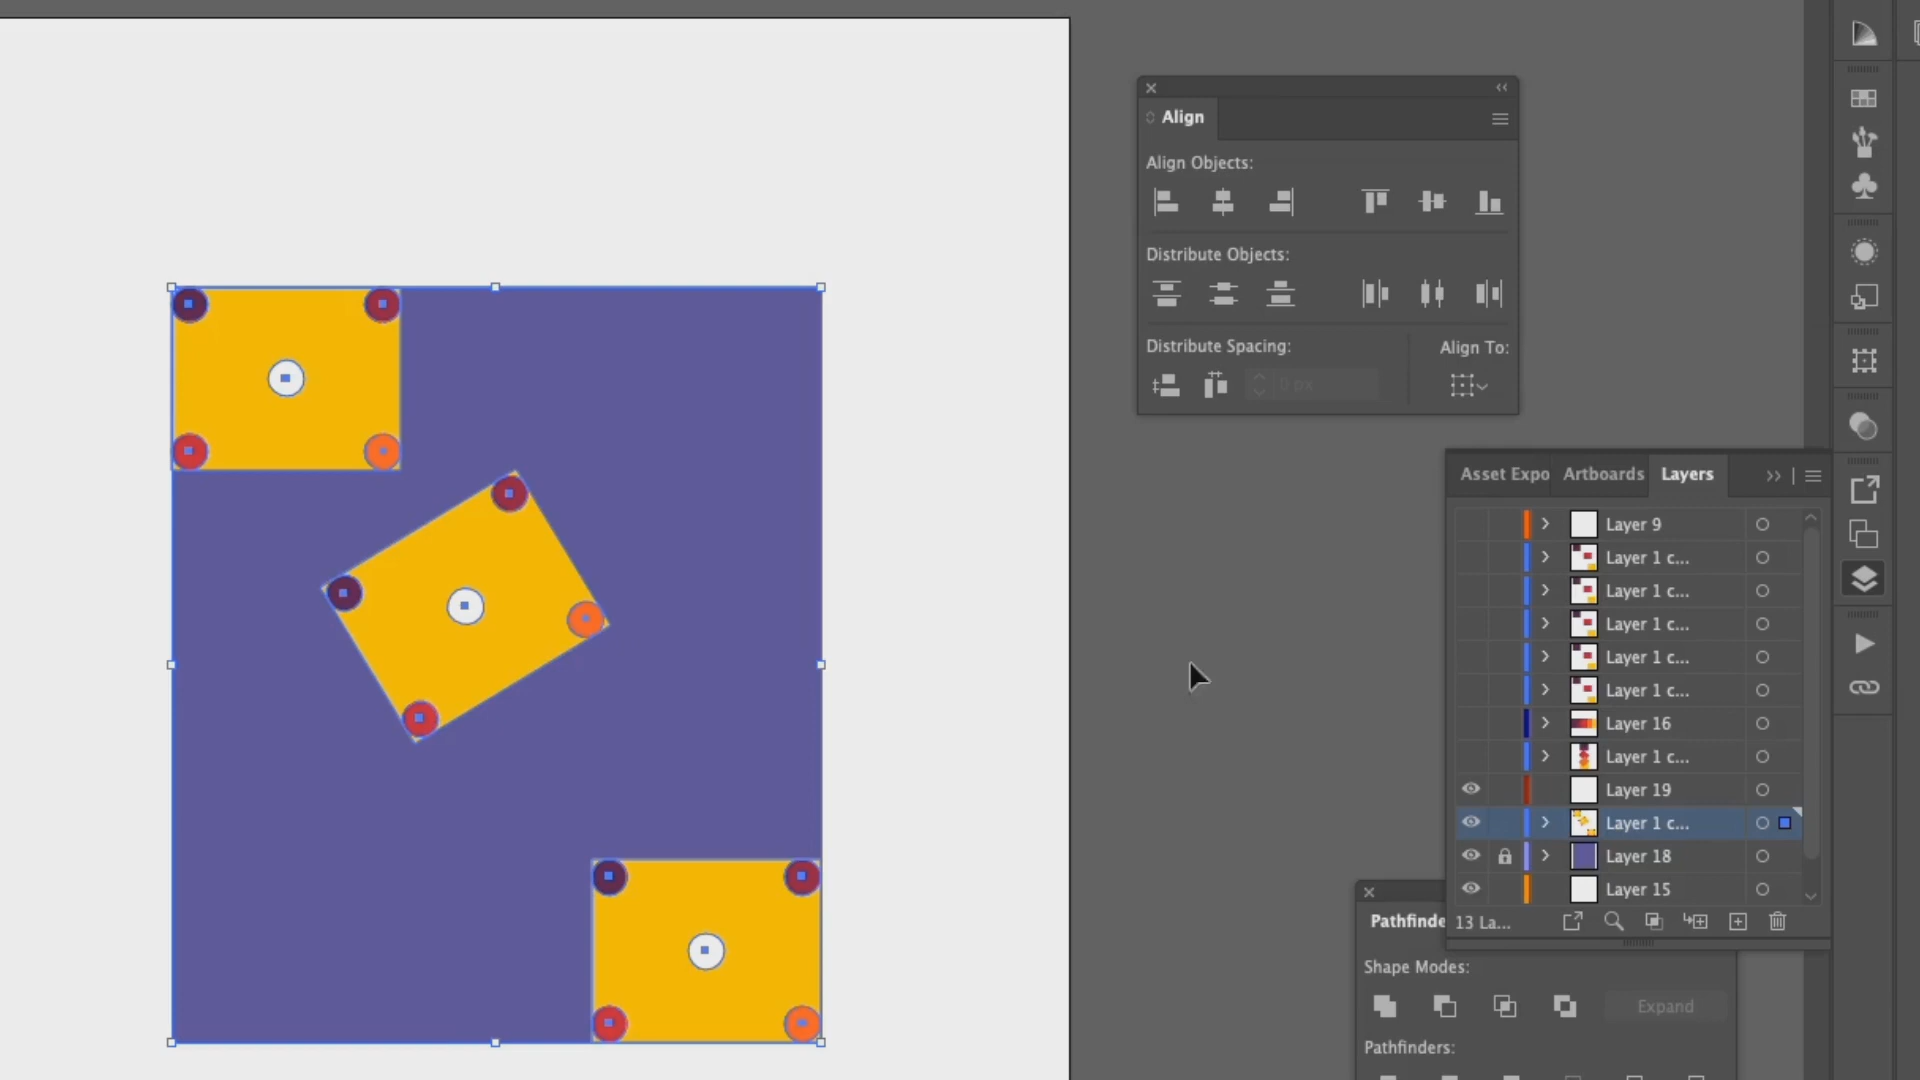 Align
Align Objects:
Distribute Objects:
Distribute Spacing:
Align To:
0 px
Asset Expo
Artboards
Layers
Layer 9
Layer 1 c...
Layer 1 c...
Layer 1 c...
Layer 1 c...
Layer 1 c...
Layer 16
Layer 1 c...
Layer 19
Layer 1 c...
Layer 18
Layer 15
13 La...
Pathfinde
Shape Modes:
Expand
Pathfinders: